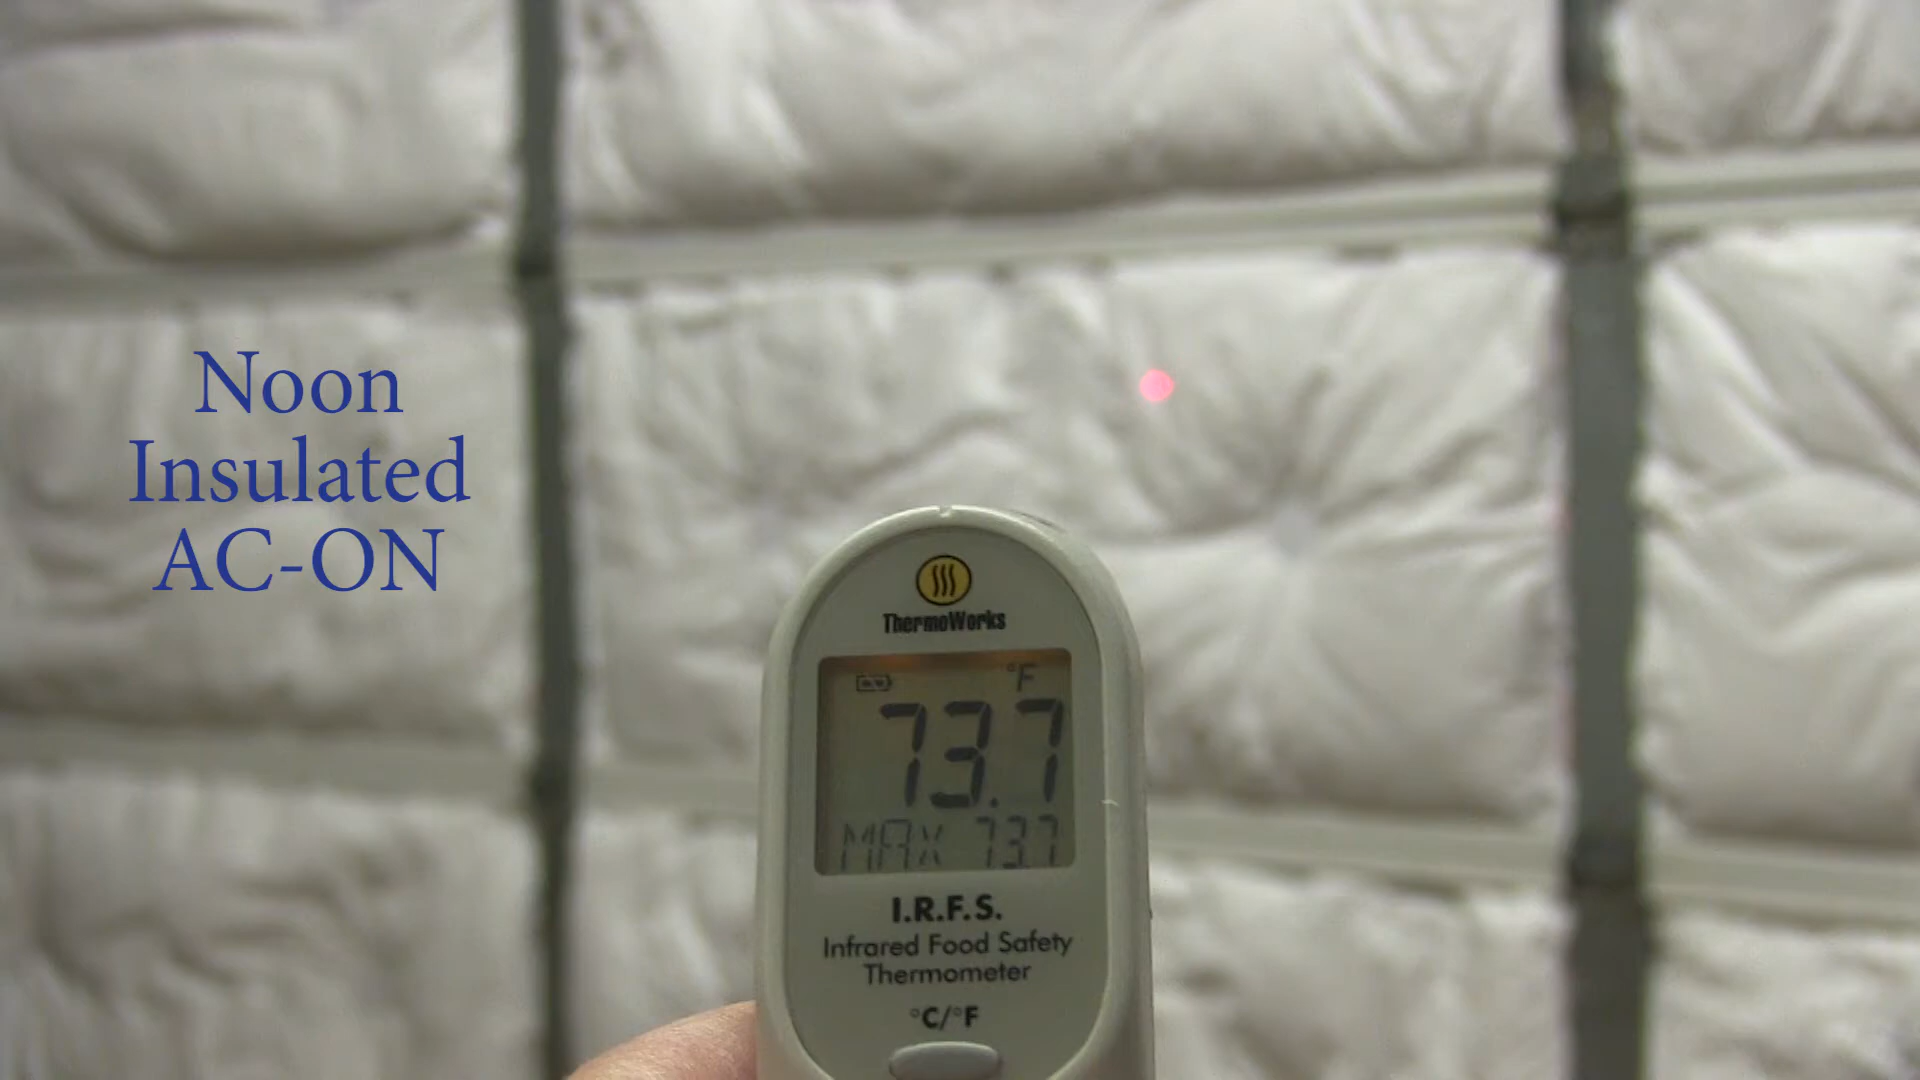 Noon
Insulated
AC-ON
ThermoWorks
°F
73.7
MAX 73.7
I.R.F.S.
Infrared Food Safety
Thermometer
°C/°F